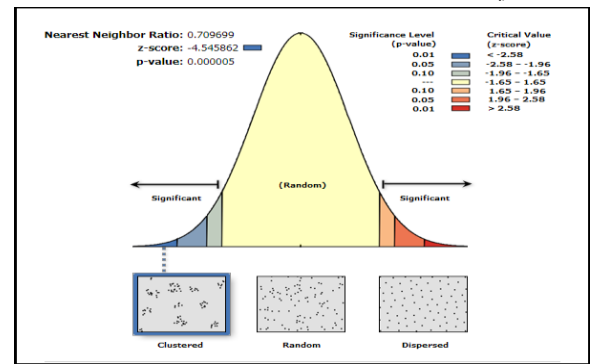 Nearest Neighbor Ratio: 0.709699
z-score: -4.545862
p-value: 0.000005
Significance Level
(p-value)
Critical Value
(z-score)
0.01 < -2.58
0.05 -2.58 - -1.96
0.10 -1.96 - -1.65
--- -1.65 - 1.65
0.10 1.65 - 1.96
0.05 1.96 - 2.58
0.01 > 2.58
Significant
(Random)
Significant
Clustered
Random
Dispersed